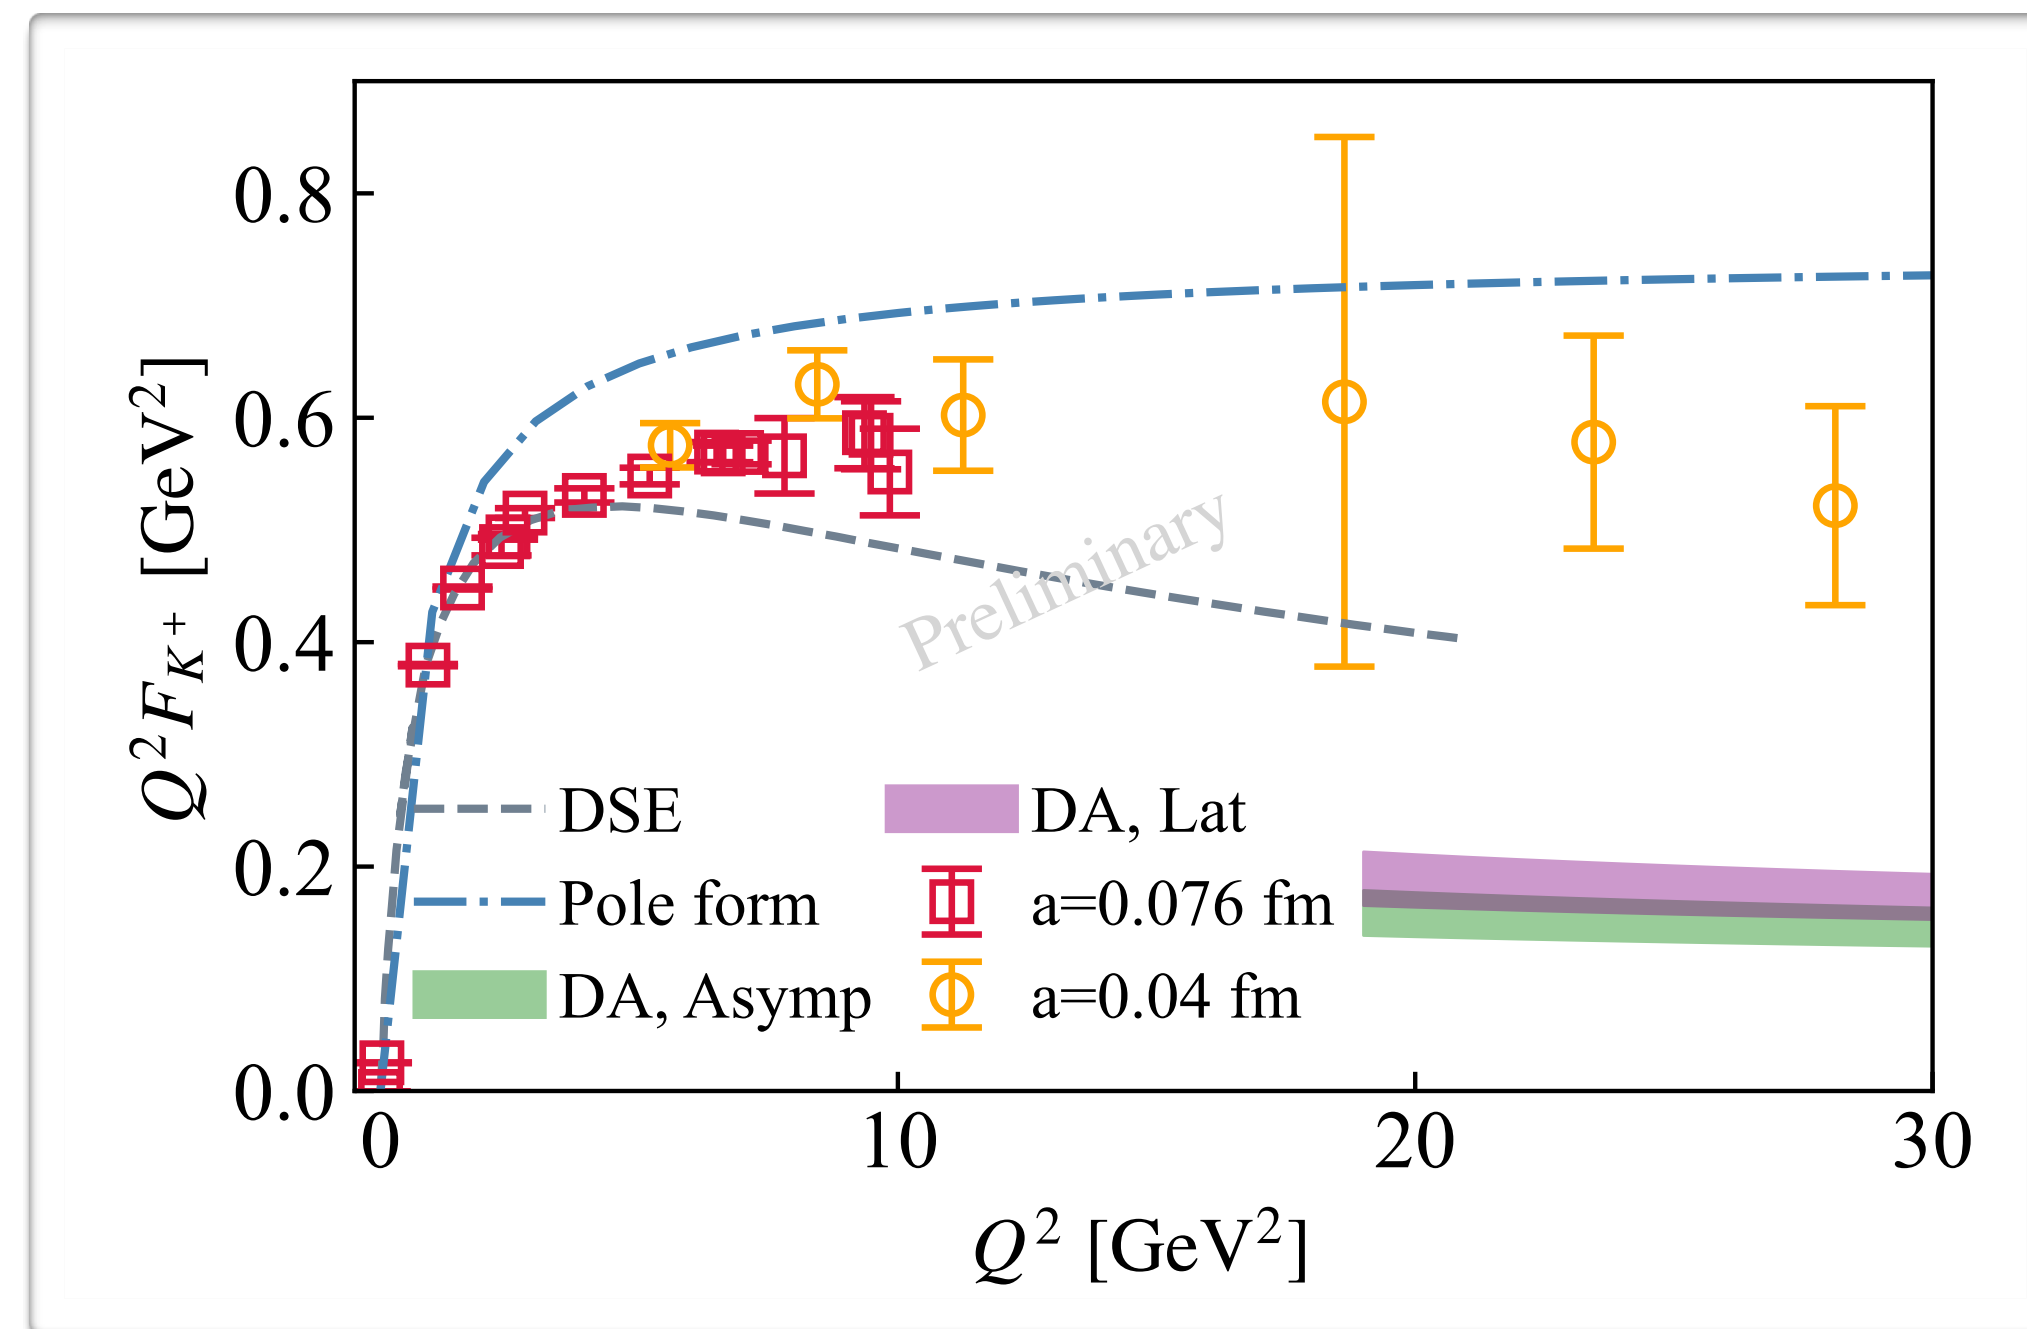 Q²F_{K⁺} [GeV²]
0.8
0.6
0.4
0.2
0.0
Preliminary
DSE
Pole form
DA, Asymp
DA, Lat
a=0.076 fm
a=0.04 fm
0 10 20 30
Q² [GeV²]